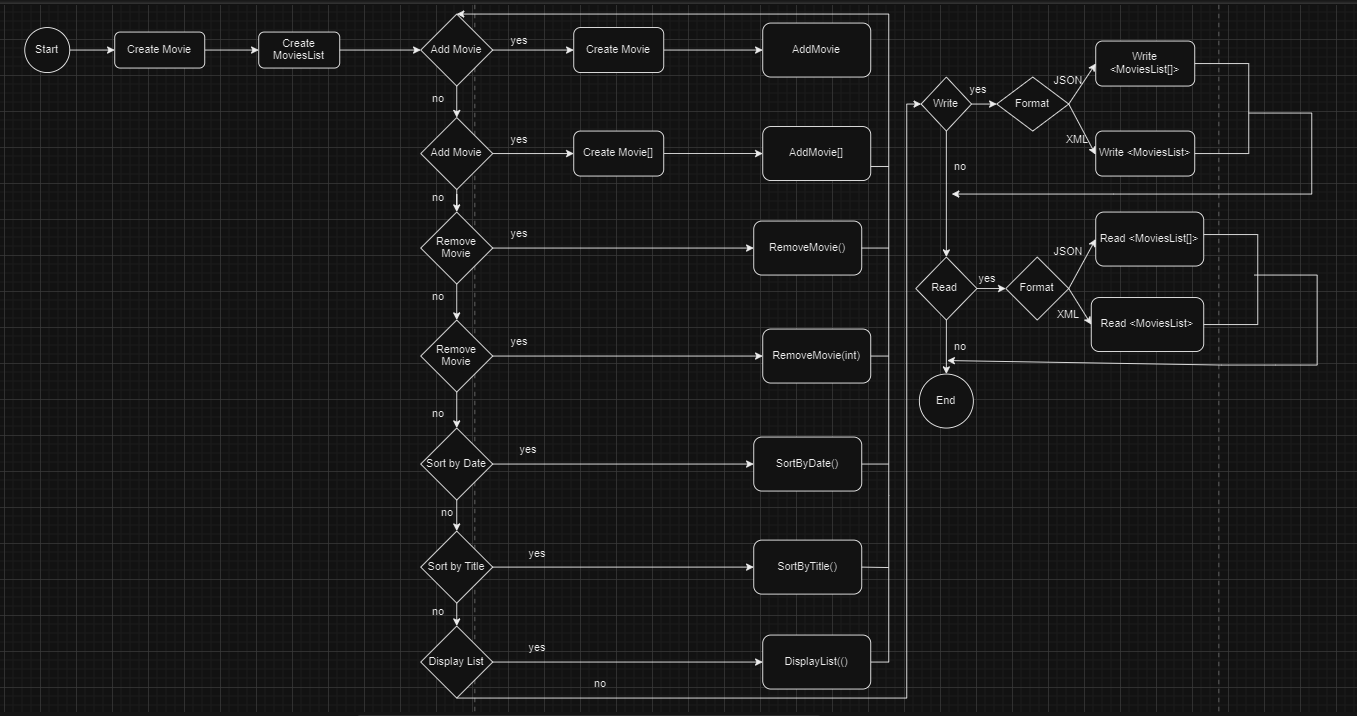 Start
Create Movie
Create
MoviesList
Add Movie
yes
Create Movie
AddMovie
no
Add Movie
yes
Create Movie[]
AddMovie[]
no
Remove
Movie
yes
RemoveMovie()
no
Remove
Movie
yes
RemoveMovie(int)
no
Sort by Date
yes
SortByDate()
no
Sort by Title
yes
SortByTitle()
no
Display List
yes
DisplayList(()
no
Write
yes
Format
JSON
Write
<MoviesList[]>
XML
Write <MoviesList>
no
Read
yes
Format
JSON
Read <MoviesList[]>
XML
Read <MoviesList>
no
End